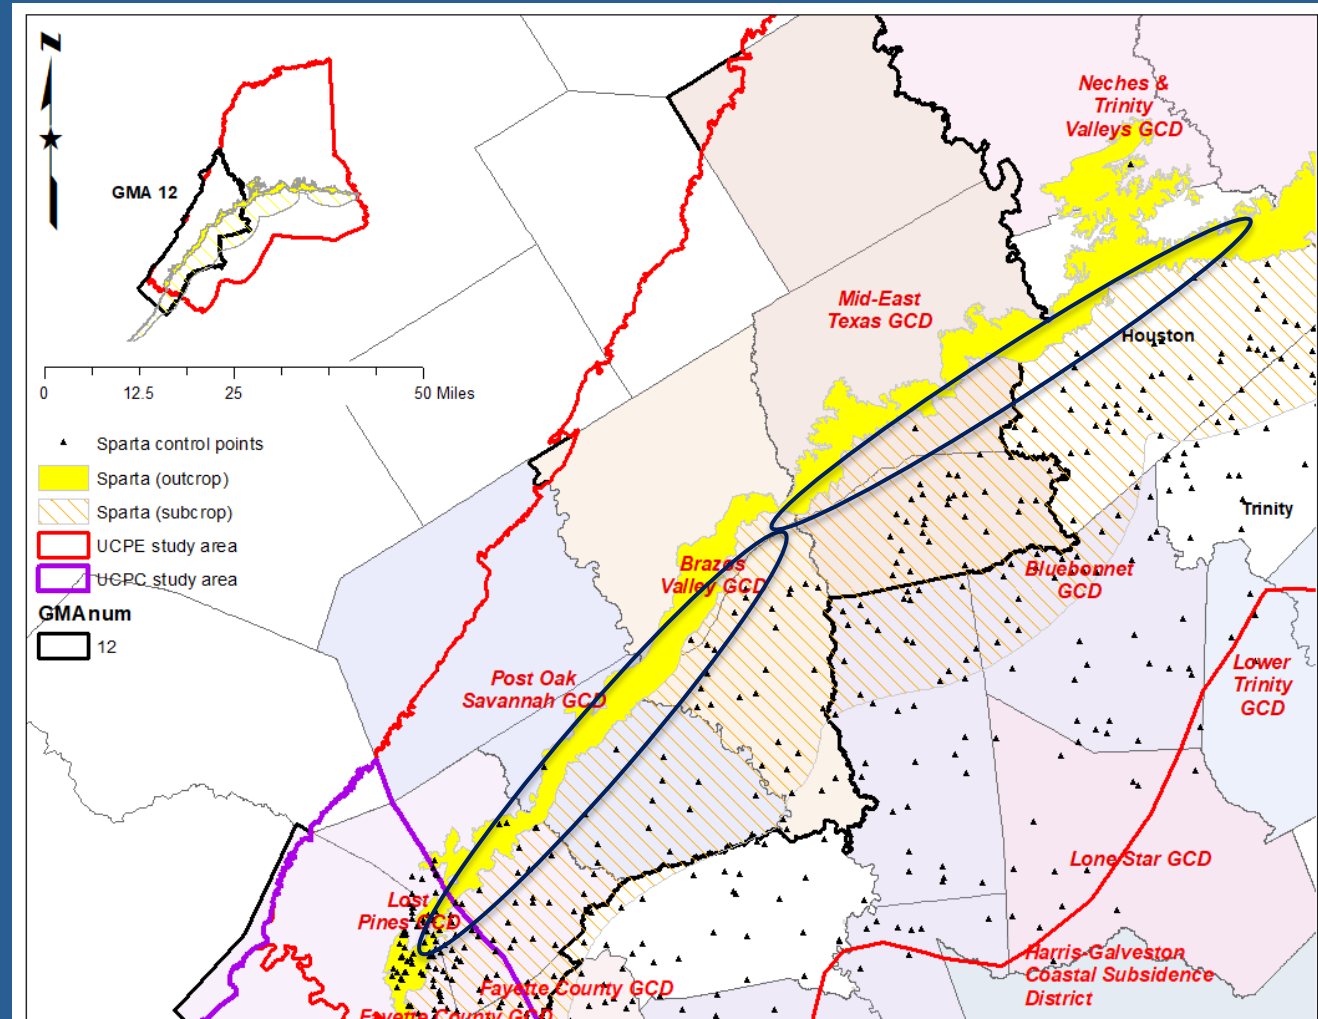 Z
GMA 12
0 12.5 25 50 Miles
Sparta control points
Sparta (outcrop)
Sparta (subcrop)
UCPE study area
UCPC study area
GMAnum
12
Neches &
Trinity
Valleys GCD
Mid-East
Texas GCD
Houston
Trinity
Brazos
Valley GCD
Bluebonnet
GCD
Post Oak
Savannah GCD
Lower
Trinity
GCD
Lone Star GCD
Lost
Pines GCD
Harris-Galveston
Coastal Subsidence
District
Fayette County GCD
Fayette County GCD